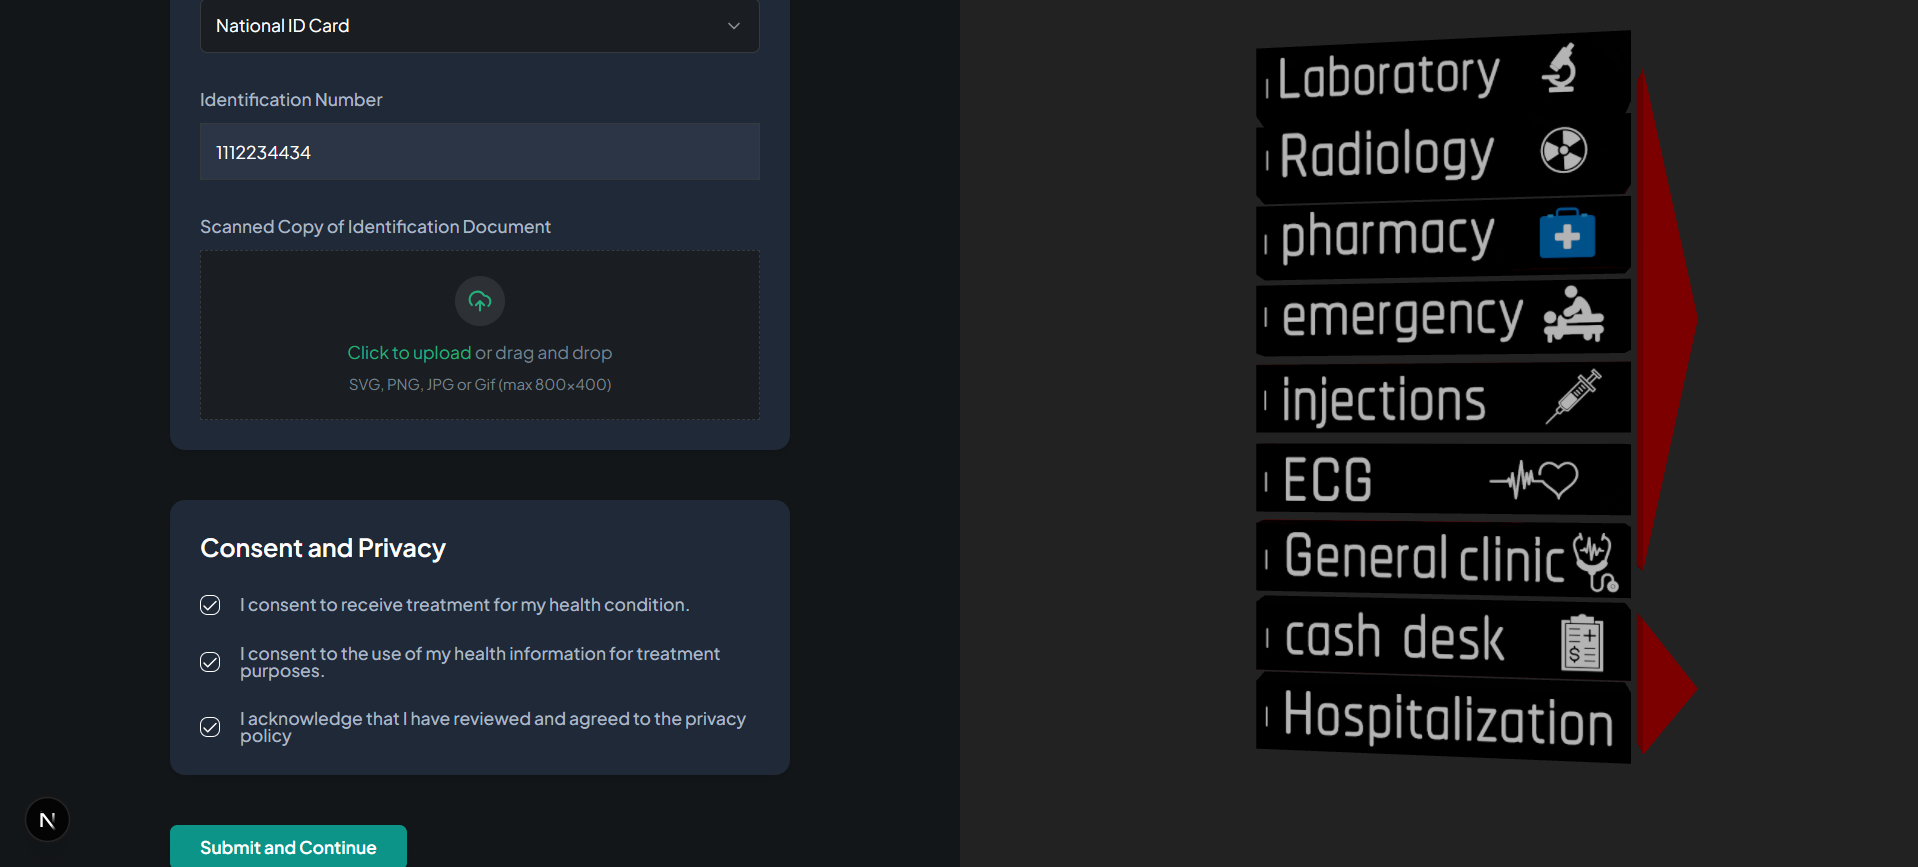 National ID Card
Identification Number
1112234434
Scanned Copy of Identification Document
Click to upload or drag and drop
SVG, PNG, JPG or Gif (max 800×400)
Consent and Privacy
I consent to receive treatment for my health condition.
I consent to the use of my health information for treatment
purposes.
I acknowledge that I have reviewed and agreed to the privacy
policy
N
Submit and Continue
Laboratory
Radiology
pharmacy
emergency
injections
ECG
General clinic
cash desk
$
Hospitalization